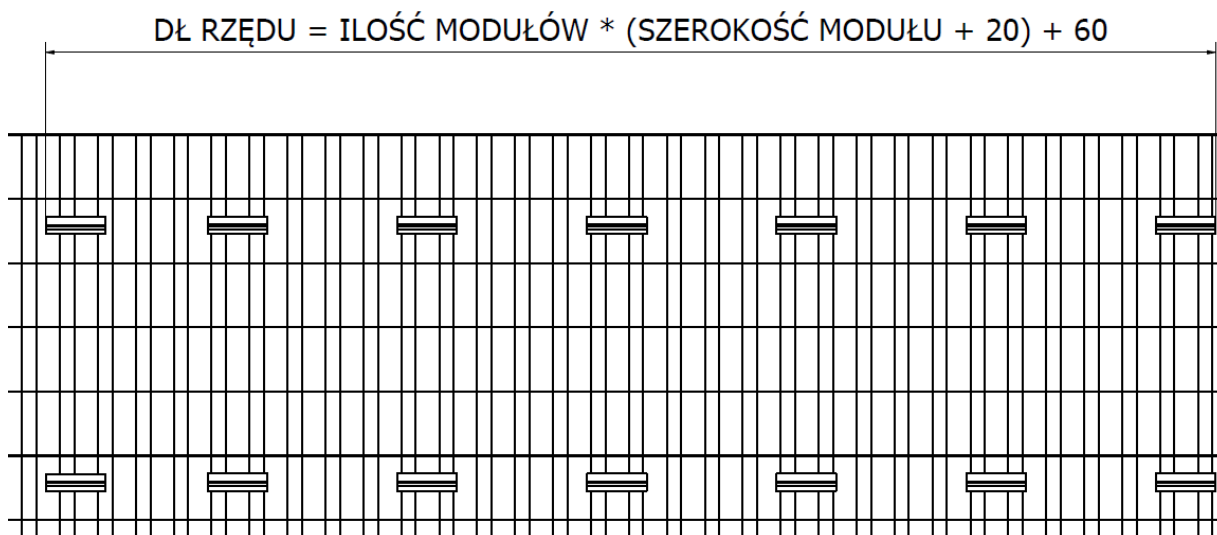 DŁ RZĘDU = ILOŚĆ MODUŁÓW * (SZEROKOŚĆ MODUŁU + 20) + 60